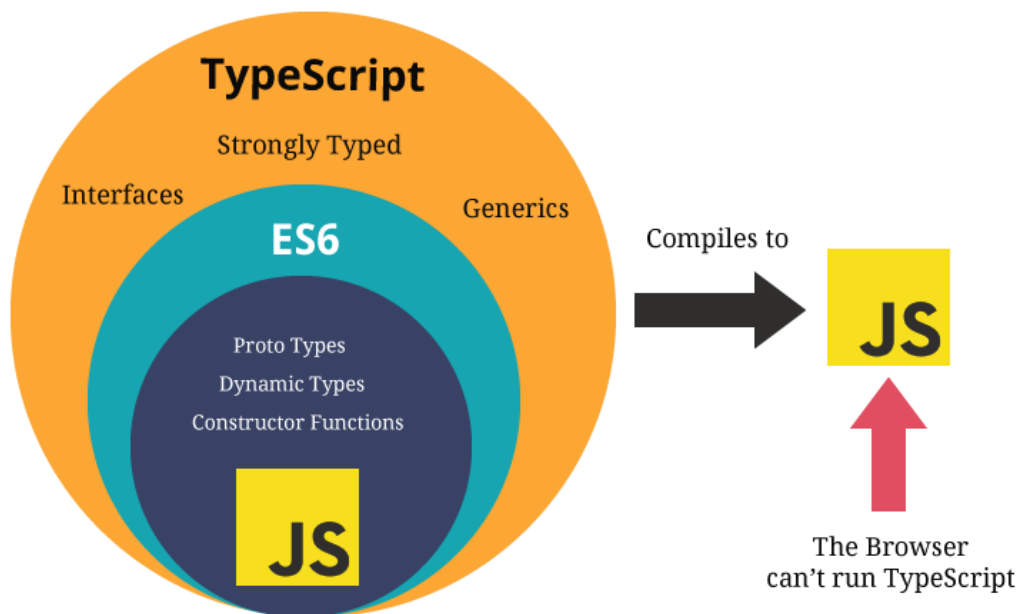 TypeScript
Strongly Typed
Interfaces
Generics
ES6
Proto Types
Dynamic Types
Constructor Functions
JS
Compiles to
JS
The Browser
can't run TypeScript